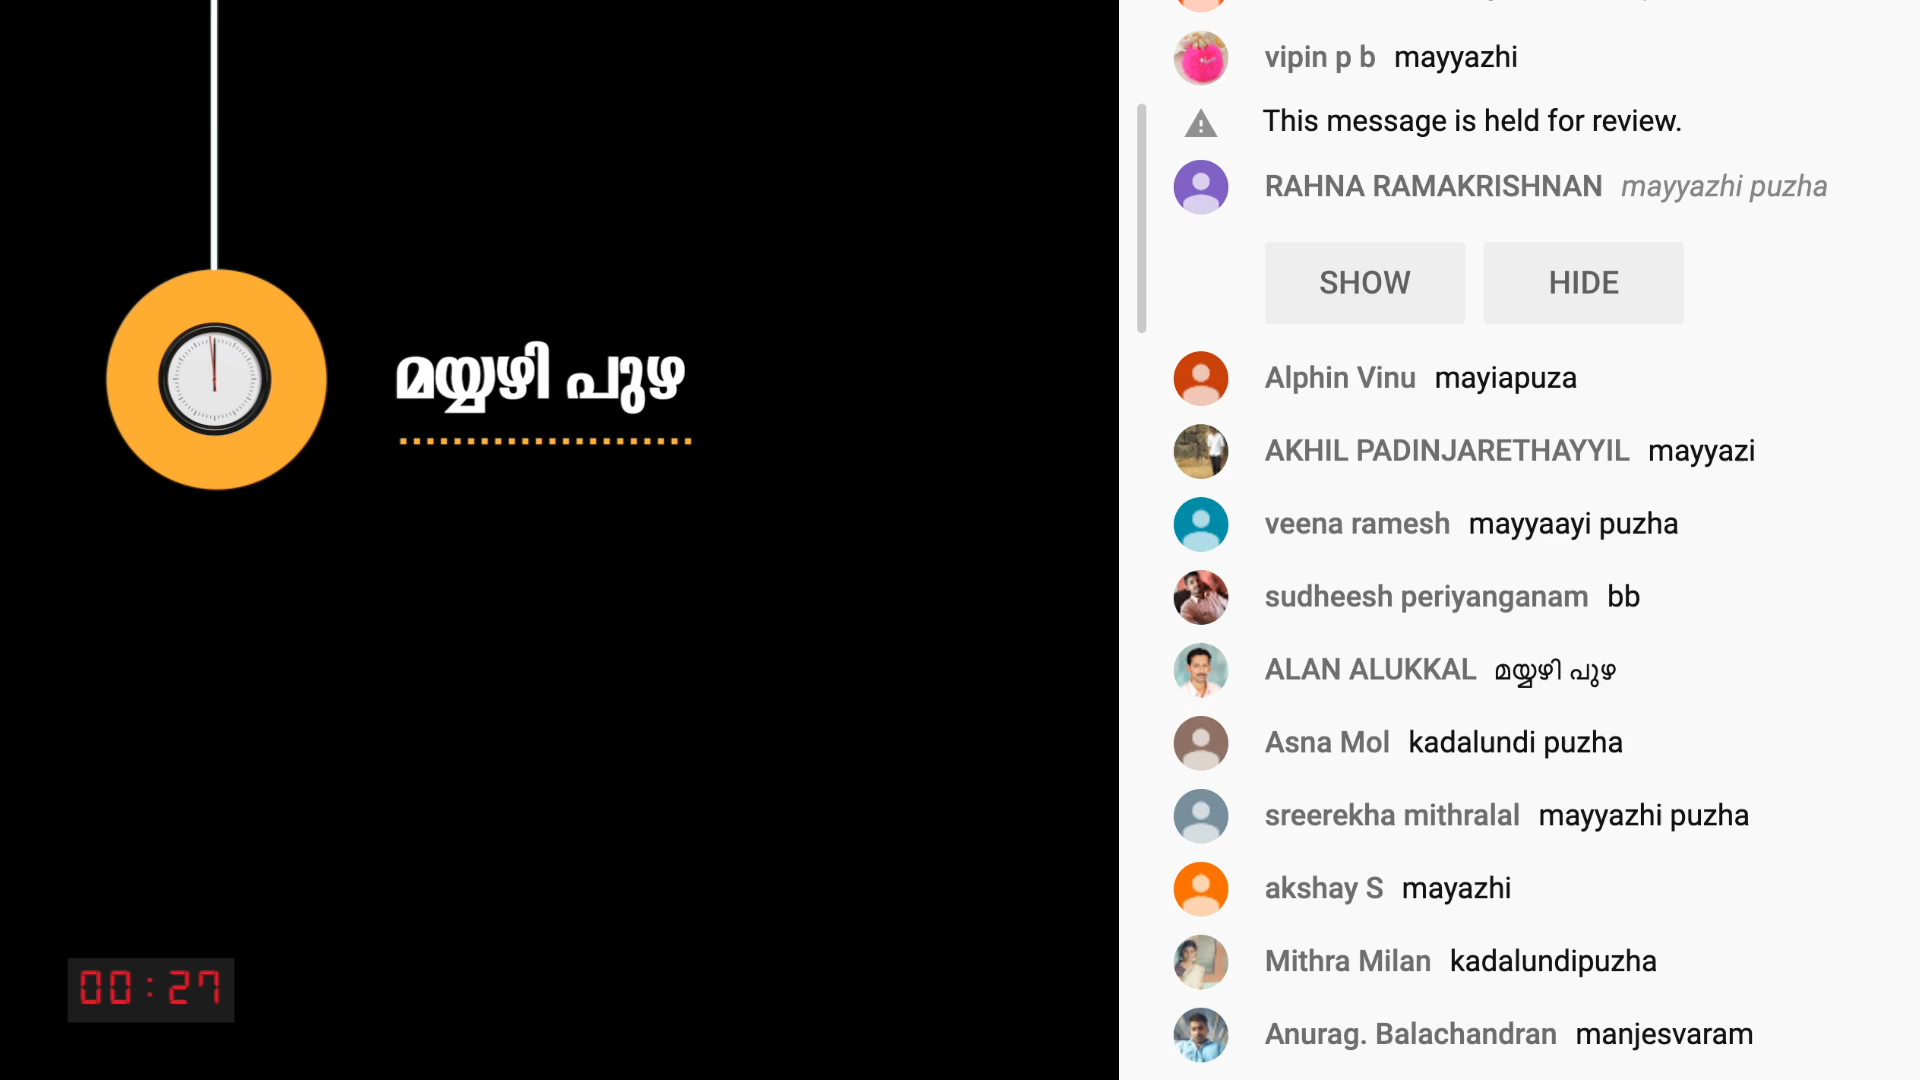 മയ്യഴി പുഴ
00:27
vipin p b mayyazhi
This message is held for review.
RAHNA RAMAKRISHNAN mayyazhi puzha
SHOW HIDE
Alphin Vinu mayiapuza
AKHIL PADINJARETHAYYIL mayyazi
veena ramesh mayyaayi puzha
sudheesh periyanganam bb
ALAN ALUKKAL മയ്യഴി പുഴ
Asna Mol kadalundi puzha
sreerekha mithralal mayyazhi puzha
akshay S mayazhi
Mithra Milan kadalundipuzha
Anurag. Balachandran manjesvaram